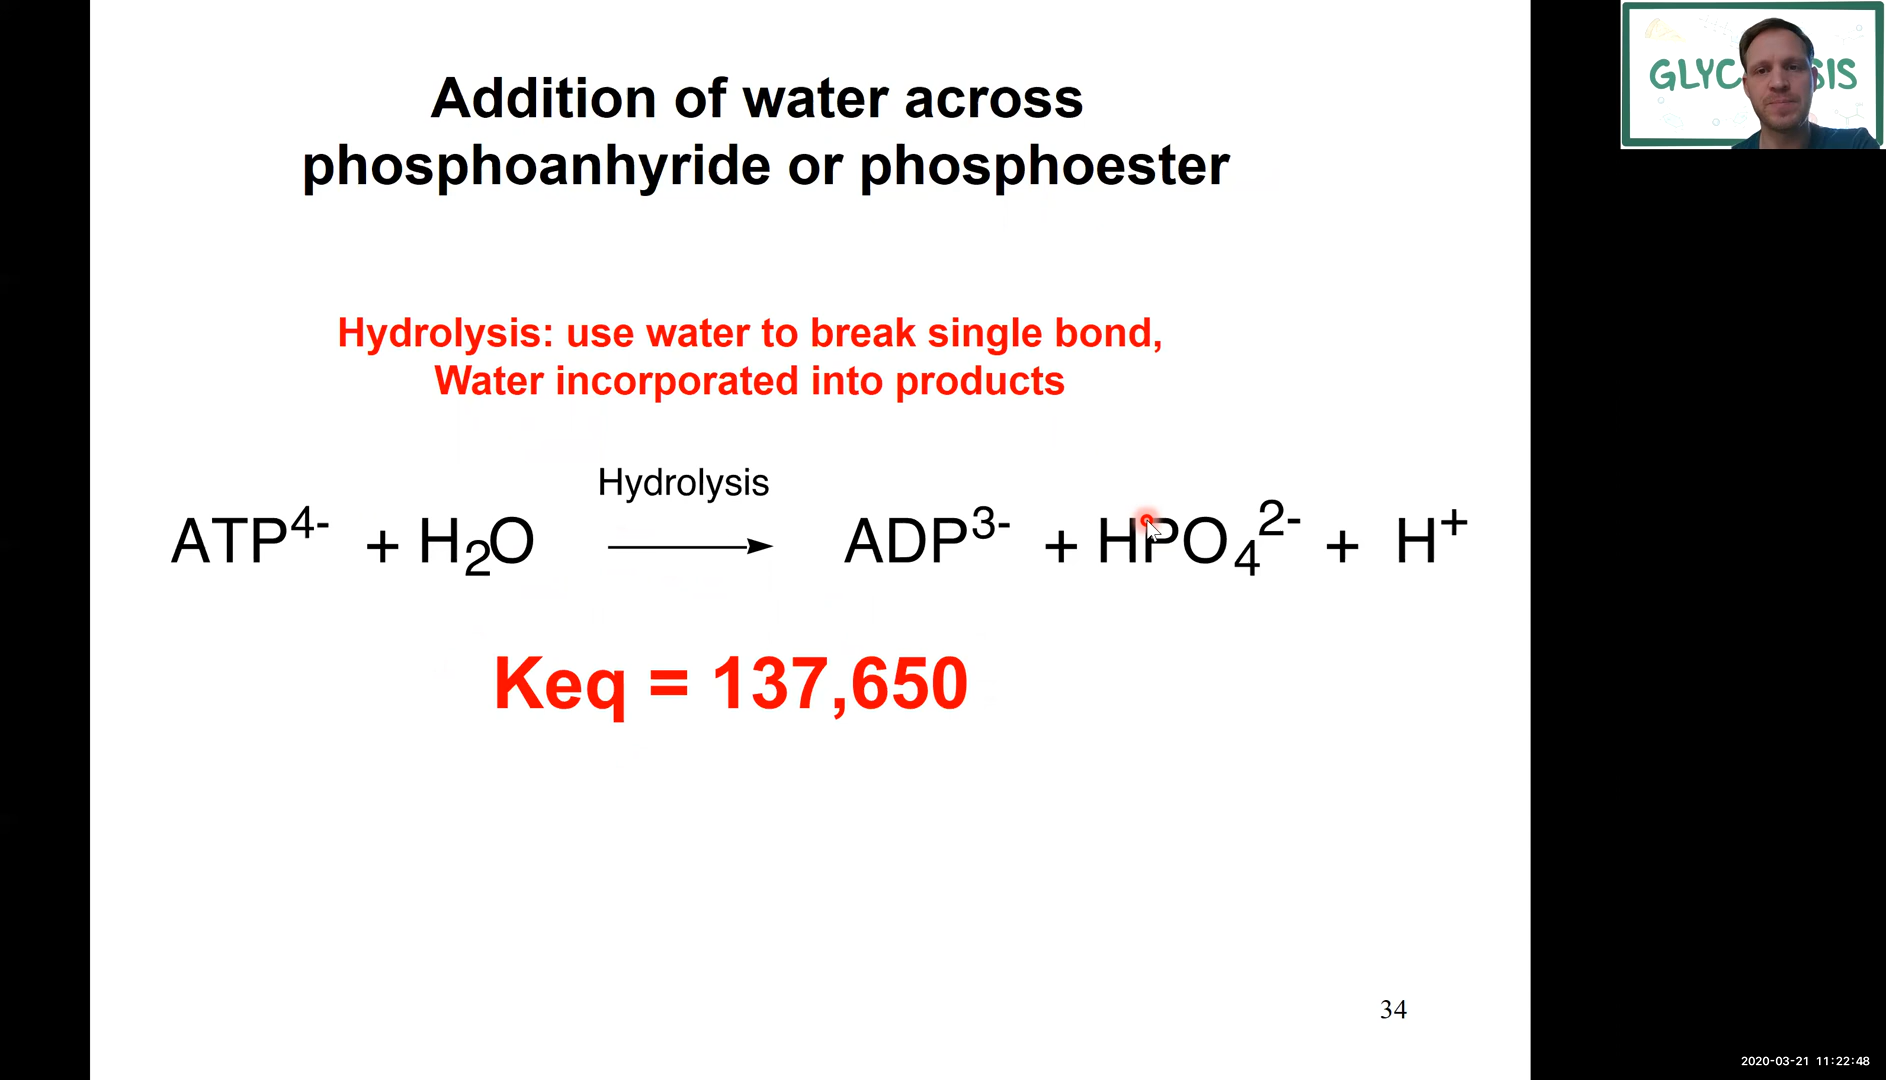 Addition of water across
phosphoanhyride or phosphoester
Hydrolysis: use water to break single bond,
Water incorporated into products
Hydrolysis
ATP⁴⁻ + H₂O → ADP³⁻ + HPO₄²⁻ + H⁺
Keq = 137,650
34
2020-03-21 11:22:48